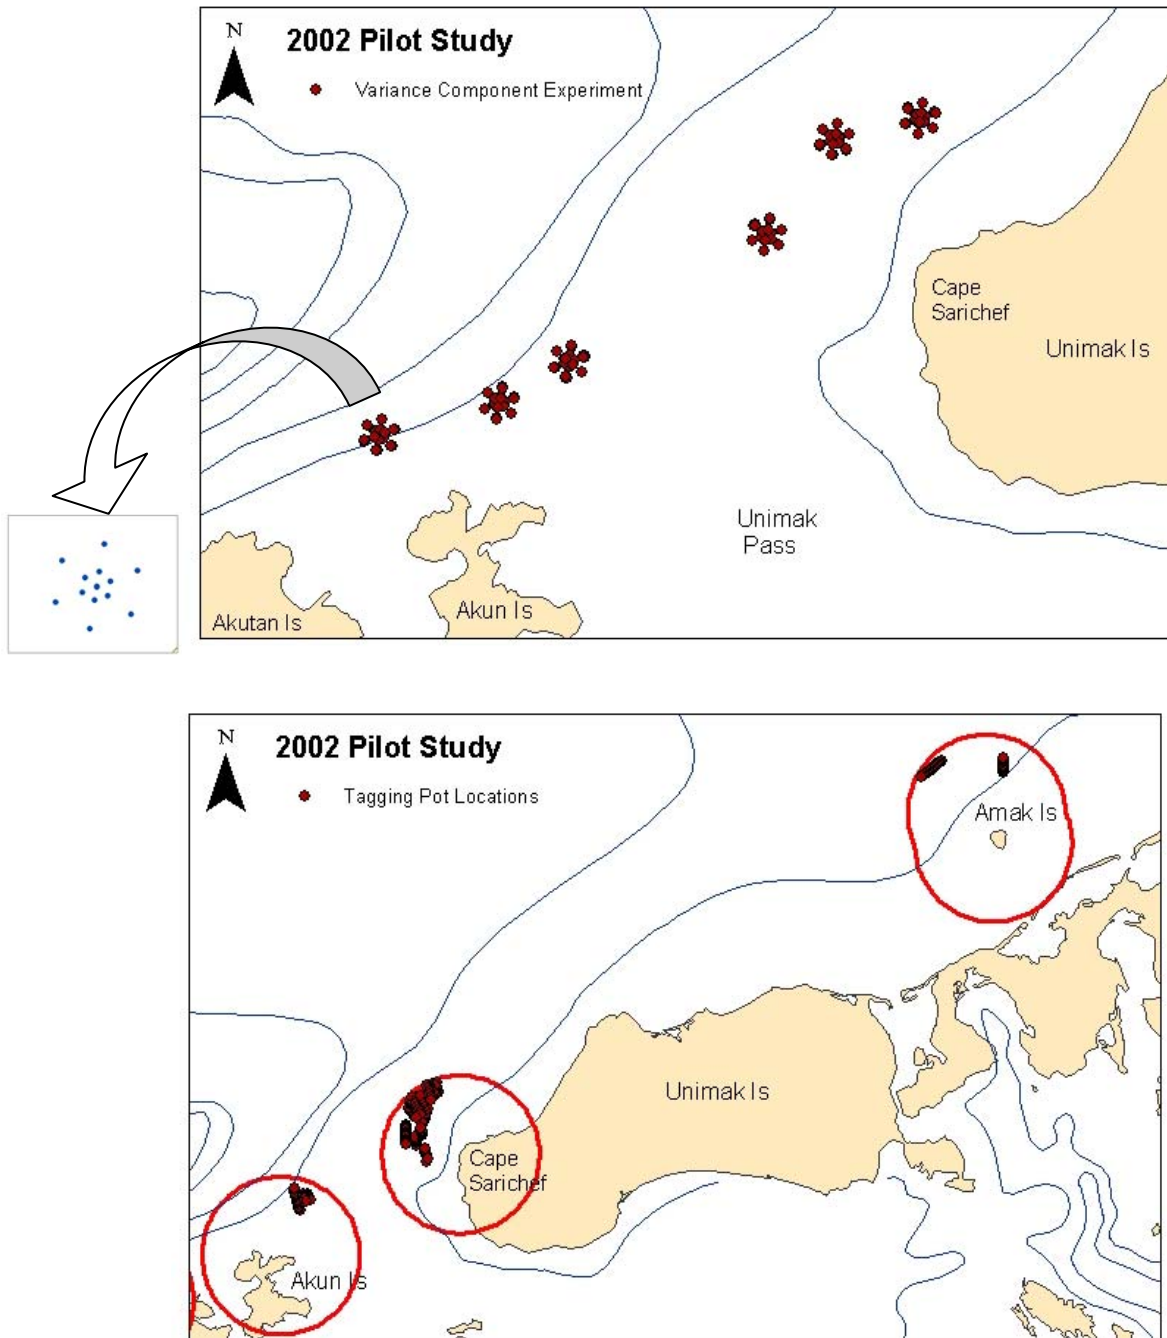 N
2002 Pilot Study
Variance Component Experiment
Cape
Sarichef
Unimak Is
Unimak
Pass
Akutan Is
Akun Is
N
2002 Pilot Study
Tagging Pot Locations
Amak Is
Unimak Is
Cape
Sarichef
Akun Is